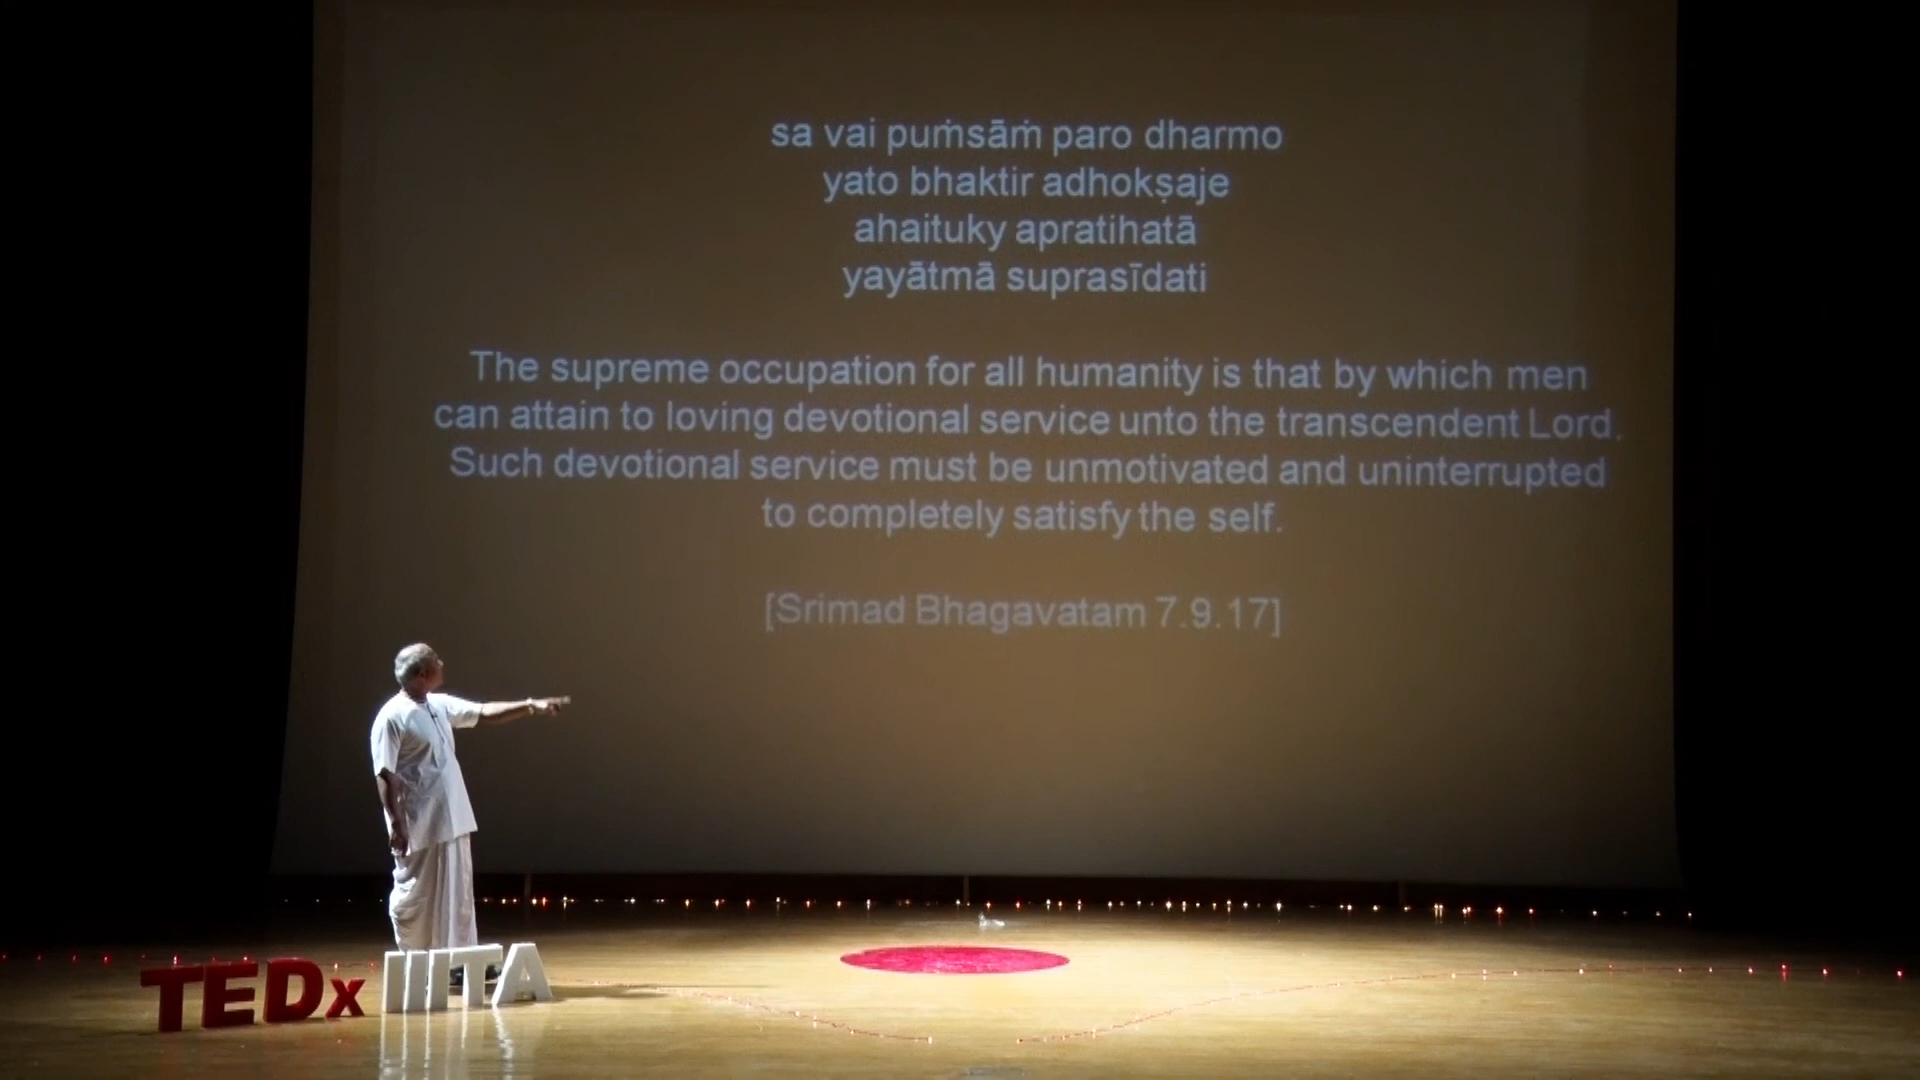 sa vai puṁsāṁ paro dharmo
yato bhaktir adhokṣaje
ahaituky apratihatā
yayātmā suprasīdati
The supreme occupation for all humanity is that by which men
can attain to loving devotional service unto the transcendent Lord.
Such devotional service must be unmotivated and uninterrupted
to completely satisfy the self.
[Srimad Bhagavatam 7.9.17]
TEDx IIITA